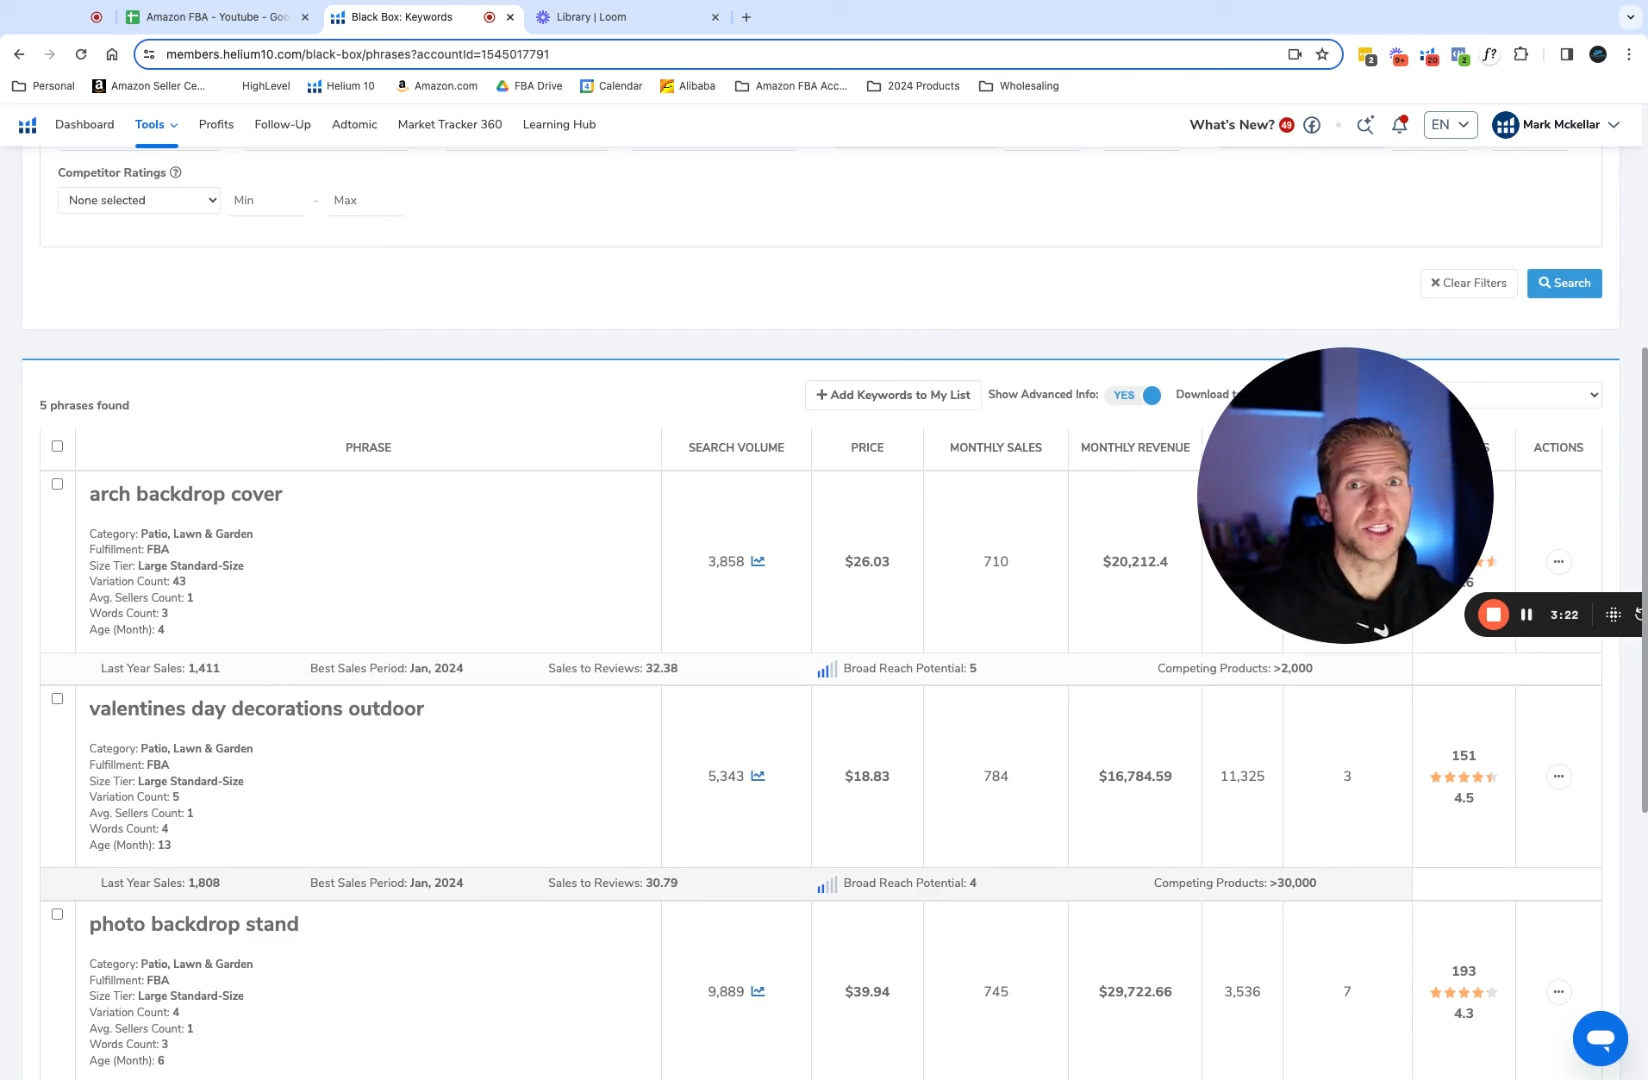 Amazon FBA - Youtube - Goo
Black Box: Keywords
Library | Loom
members.helium10.com/black-box/phrases?accountId=1545017791
2
9+
20
2
f?
Personal
Amazon Seller Ce...
HighLevel
Helium 10
Amazon.com
FBA Drive
Calendar
Alibaba
Amazon FBA Acc...
2024 Products
Wholesaling
Dashboard
Tools
Profits
Follow-Up
Adtomic
Market Tracker 360
Learning Hub
What's New? 49
EN
Mark Mckellar
Competitor Ratings
None selected
Min
-
Max
Clear Filters
Search
5 phrases found
+ Add Keywords to My List
Show Advanced Info:
YES
Download t
PHRASE
SEARCH VOLUME
PRICE
MONTHLY SALES
MONTHLY REVENUE
S
ACTIONS
arch backdrop cover
Category: Patio, Lawn & Garden
Fulfillment: FBA
Size Tier: Large Standard-Size
Variation Count: 43
Avg. Sellers Count: 1
Words Count: 3
Age (Month): 4
3,858
$26.03
710
$20,212.4
.6
3:22
Last Year Sales: 1,411
Best Sales Period: Jan, 2024
Sales to Reviews: 32.38
Broad Reach Potential: 5
Competing Products: >2,000
valentines day decorations outdoor
Category: Patio, Lawn & Garden
Fulfillment: FBA
Size Tier: Large Standard-Size
Variation Count: 5
Avg. Sellers Count: 1
Words Count: 4
Age (Month): 13
5,343
$18.83
784
$16,784.59
11,325
3
151
4.5
Last Year Sales: 1,808
Best Sales Period: Jan, 2024
Sales to Reviews: 30.79
Broad Reach Potential: 4
Competing Products: >30,000
photo backdrop stand
Category: Patio, Lawn & Garden
Fulfillment: FBA
Size Tier: Large Standard-Size
Variation Count: 4
Avg. Sellers Count: 1
Words Count: 3
Age (Month): 6
9,889
$39.94
745
$29,722.66
3,536
7
193
4.3